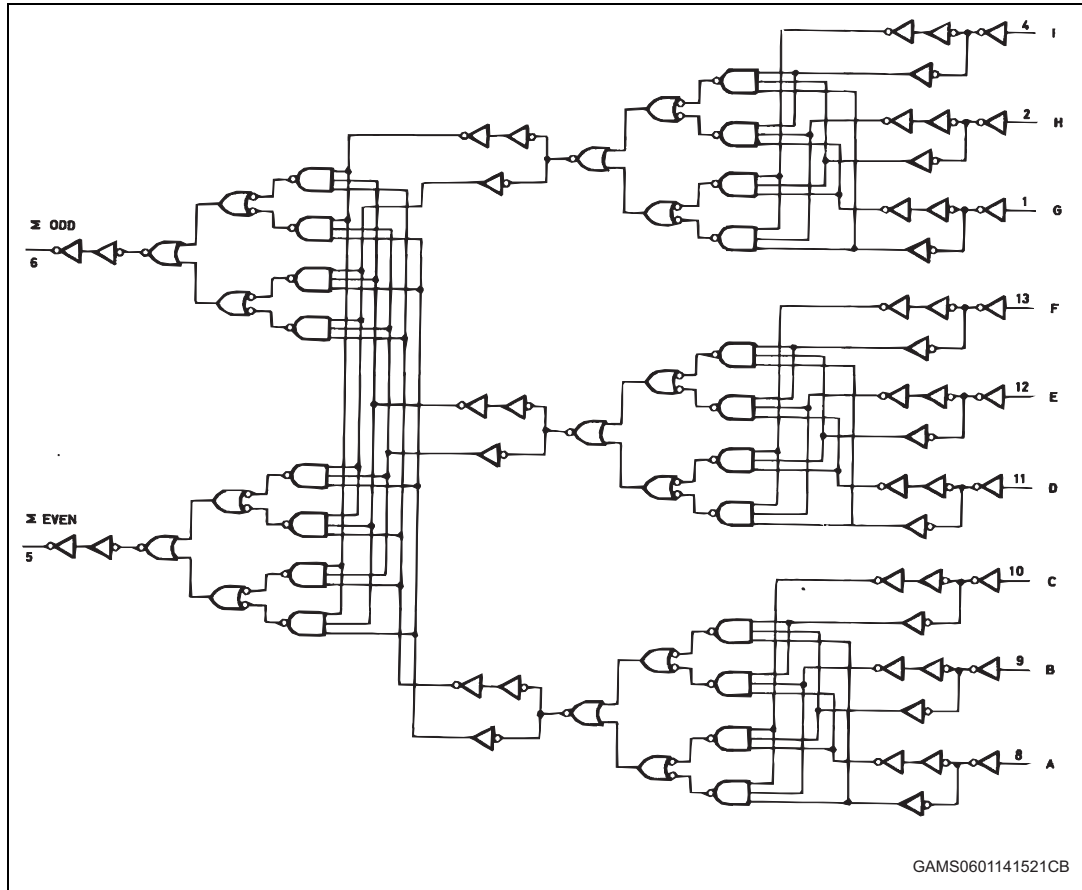 4 I
2 H
1 G
Σ ODD
6
13 F
12 E
11 D
Σ EVEN
5
10 C
9 B
8 A
GAMS0601141521CB